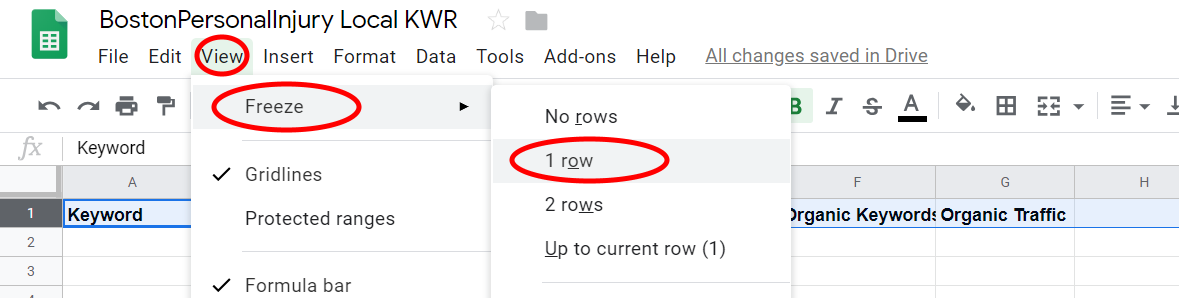 BostonPersonalInjury Local KWR
File Edit View Insert Format Data Tools Add-ons Help All changes saved in Drive
Freeze
B I S A
No rows
fx Keyword
1 row
Gridlines
A F G H
2 rows
1 Keyword Organic Keywords Organic Traffic
Protected ranges
2
Up to current row (1)
3
Formula bar